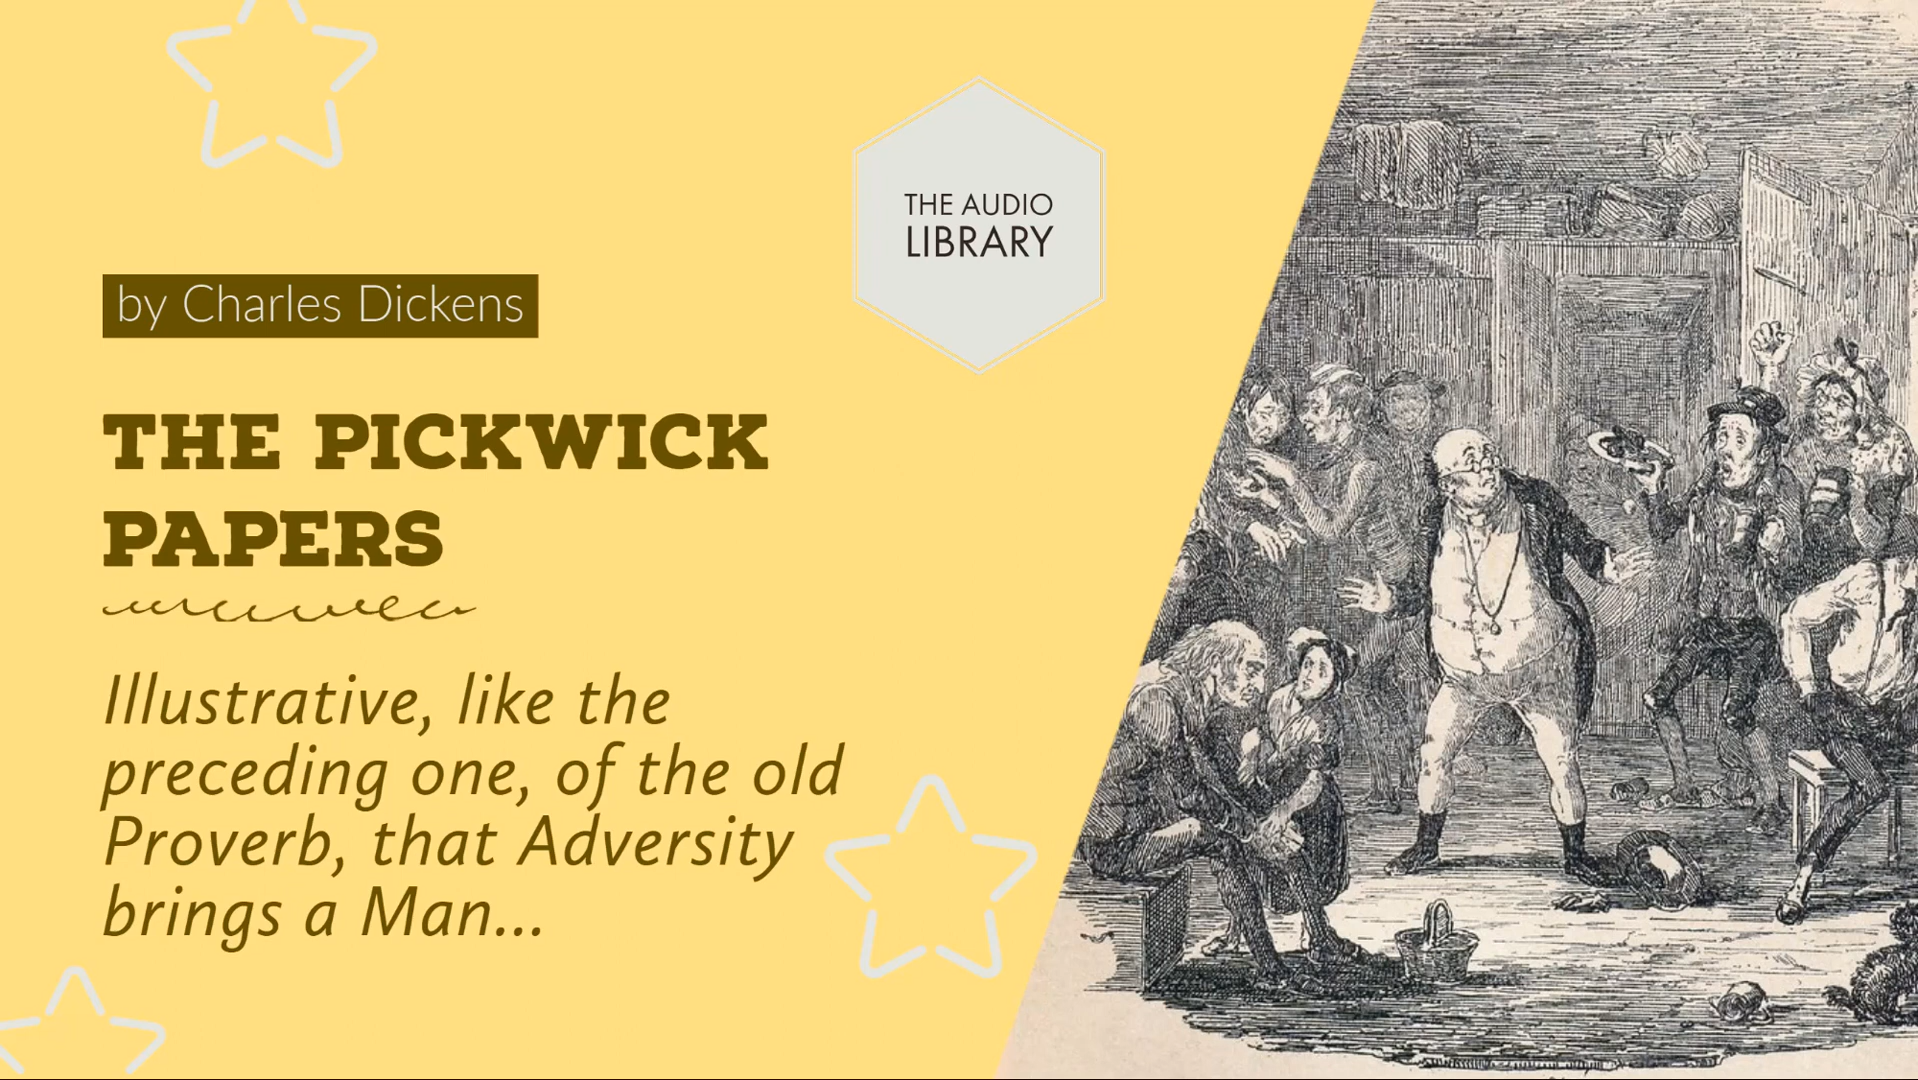 THE AUDIO
LIBRARY
by Charles Dickens
THE PICKWICK
PAPERS
Illustrative, like the
preceding one, of the old
Proverb, that Adversity
brings a Man...